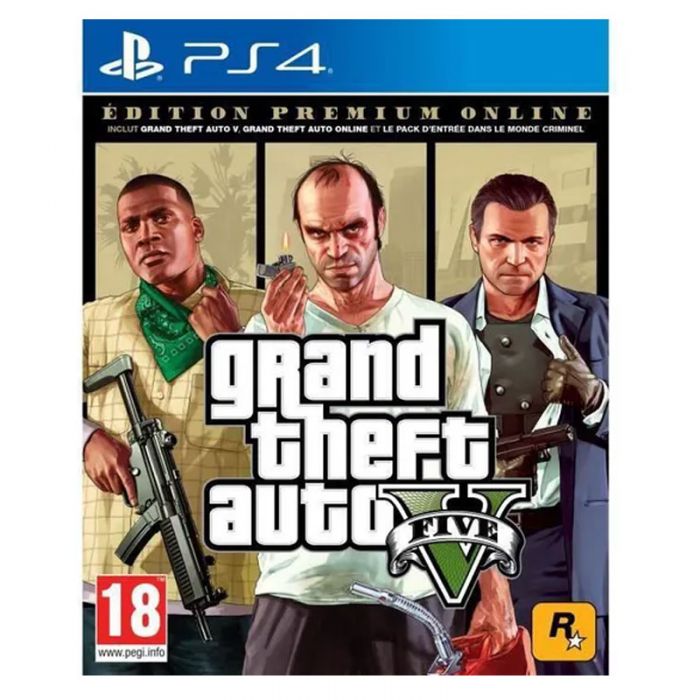 PS4
ÉDITION PREMIUM ONLINE
INCLUT GRAND THEFT AUTO V, GRAND THEFT AUTO ONLINE ET LE PACK D'ENTRÉE DANS LE MONDE CRIMINEL
grand
theft
auto V
FIVE
18
www.pegi.info
R